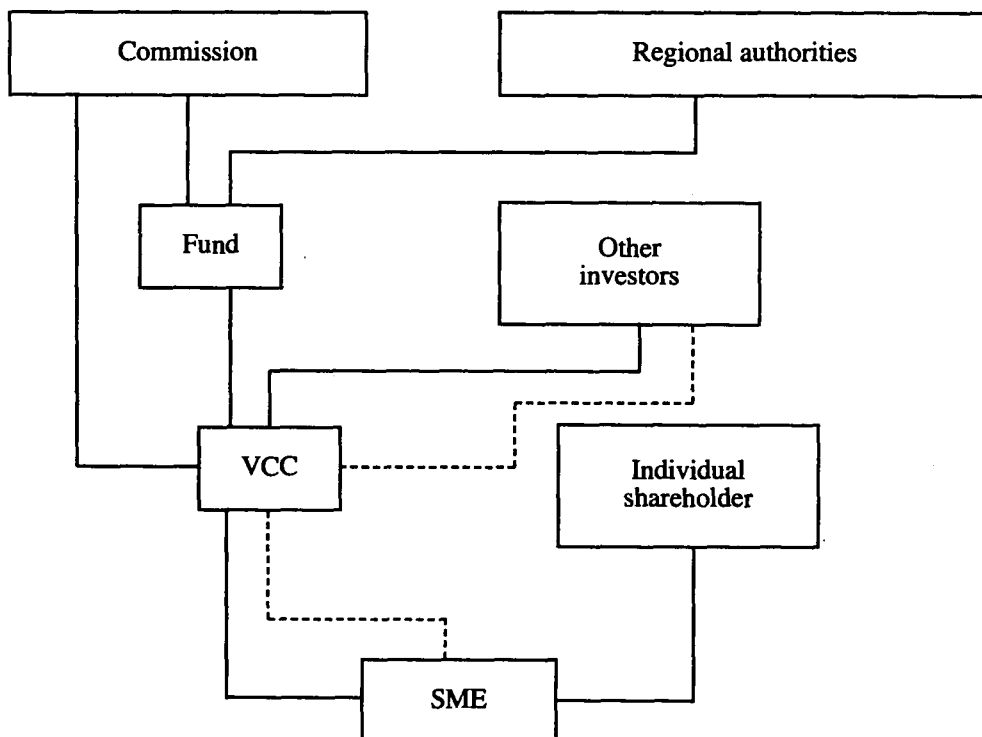 Commission
Regional authorities
Fund
Other
investors
VCC
Individual
shareholder
SME